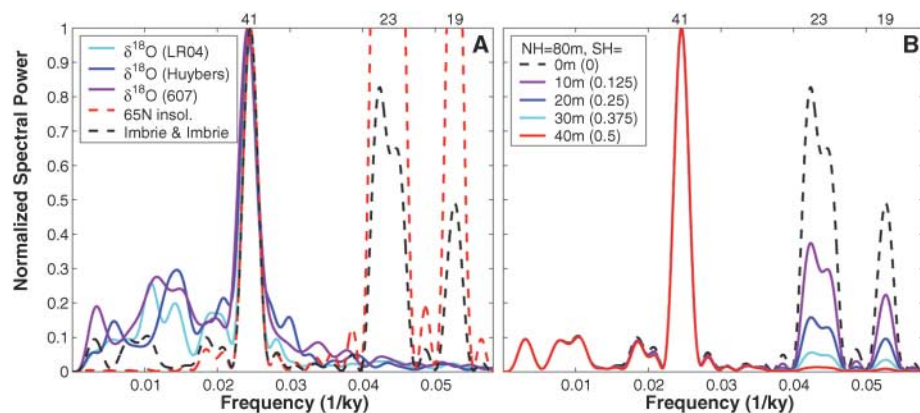 41 23 19
1
0.9
0.8
0.7
0.6
0.5
0.4
0.3
0.2
0.1
0
Normalized Spectral Power
A
δ¹⁸O (LR04)
δ¹⁸O (Huybers)
δ¹⁸O (607)
65N insol.
Imbrie & Imbrie
0.01 0.02 0.03 0.04 0.05
Frequency (1/ky)
41 23 19
B
NH=80m, SH=
0m (0)
10m (0.125)
20m (0.25)
30m (0.375)
40m (0.5)
0.01 0.02 0.03 0.04 0.05
Frequency (1/ky)